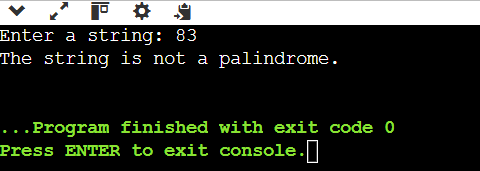 Enter a string: 83
The string is not a palindrome.
...Program finished with exit code 0
Press ENTER to exit console.